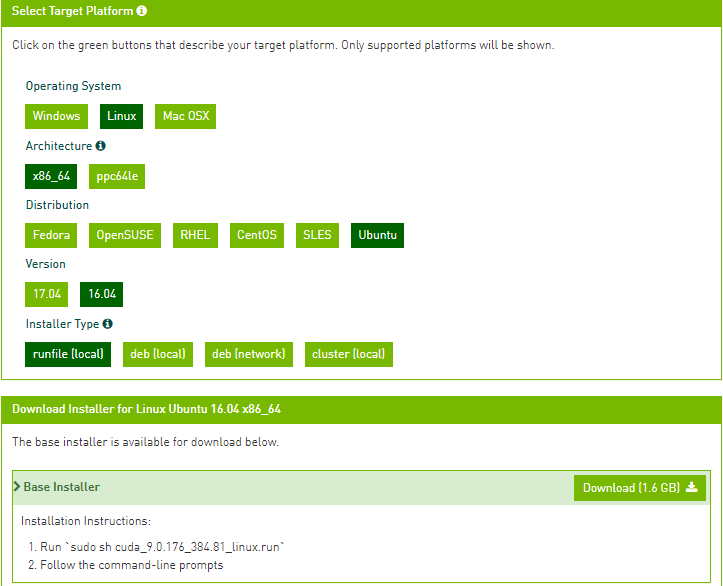 Select Target Platform
Click on the green buttons that describe your target platform. Only supported platforms will be shown.
Operating System
Windows Linux Mac OSX
Architecture
x86_64 ppc64le
Distribution
Fedora OpenSUSE RHEL CentOS SLES Ubuntu
Version
17.04 16.04
Installer Type
runfile (local) deb (local) deb (network) cluster (local)
Download Installer for Linux Ubuntu 16.04 x86_64
The base installer is available for download below.
Base Installer Download (1.6 GB)
Installation Instructions:
1. Run `sudo sh cuda_9.0.176_384.81_linux.run`
2. Follow the command-line prompts